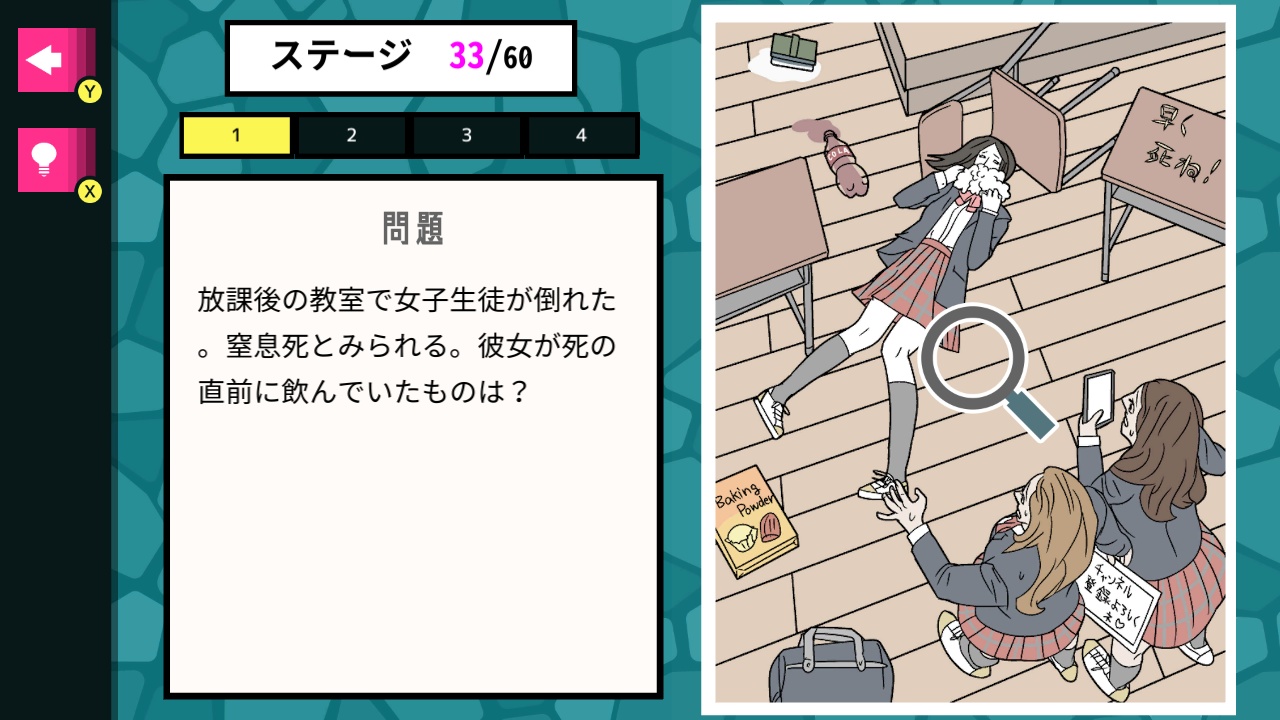 Y
X
ステージ 33/60
1 2 3 4
問題
放課後の教室で女子生徒が倒れた
。窒息死とみられる。彼女が死の
直前に飲んでいたものは？
早く
死ね!
COLA
Baking
Powder
チャンネル
登録よろしく
ネ♡